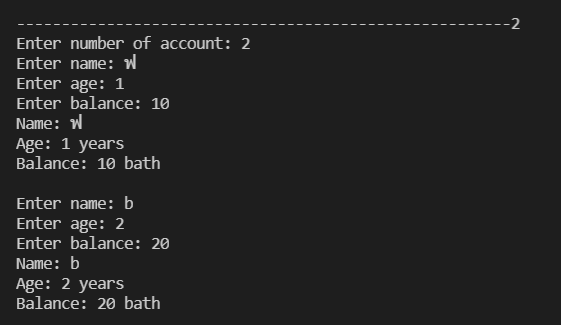 -------------------------------------------------------2
Enter number of account: 2
Enter name: ฟ
Enter age: 1
Enter balance: 10
Name: ฟ
Age: 1 years
Balance: 10 bath
Enter name: b
Enter age: 2
Enter balance: 20
Name: b
Age: 2 years
Balance: 20 bath